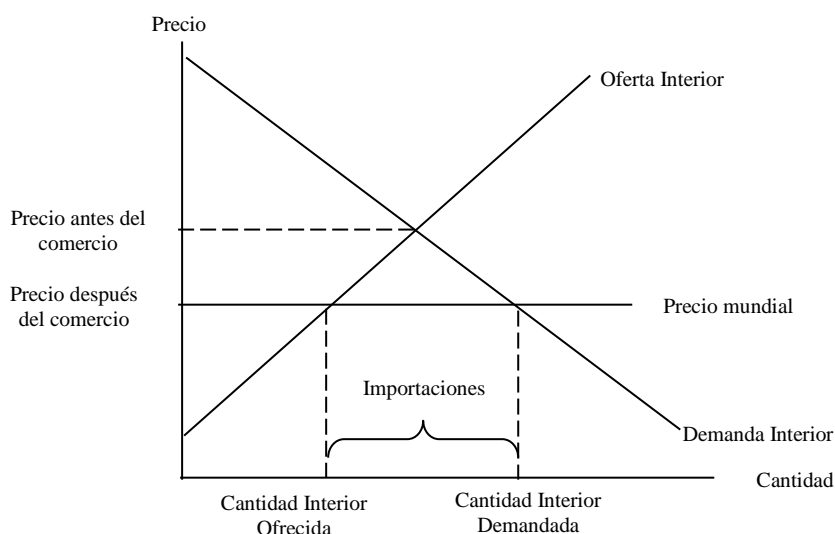 Precio
Oferta Interior
Precio antes del
comercio
Precio después
del comercio
Precio mundial
Importaciones
Demanda Interior
Cantidad
Cantidad Interior
Ofrecida
Cantidad Interior
Demandada